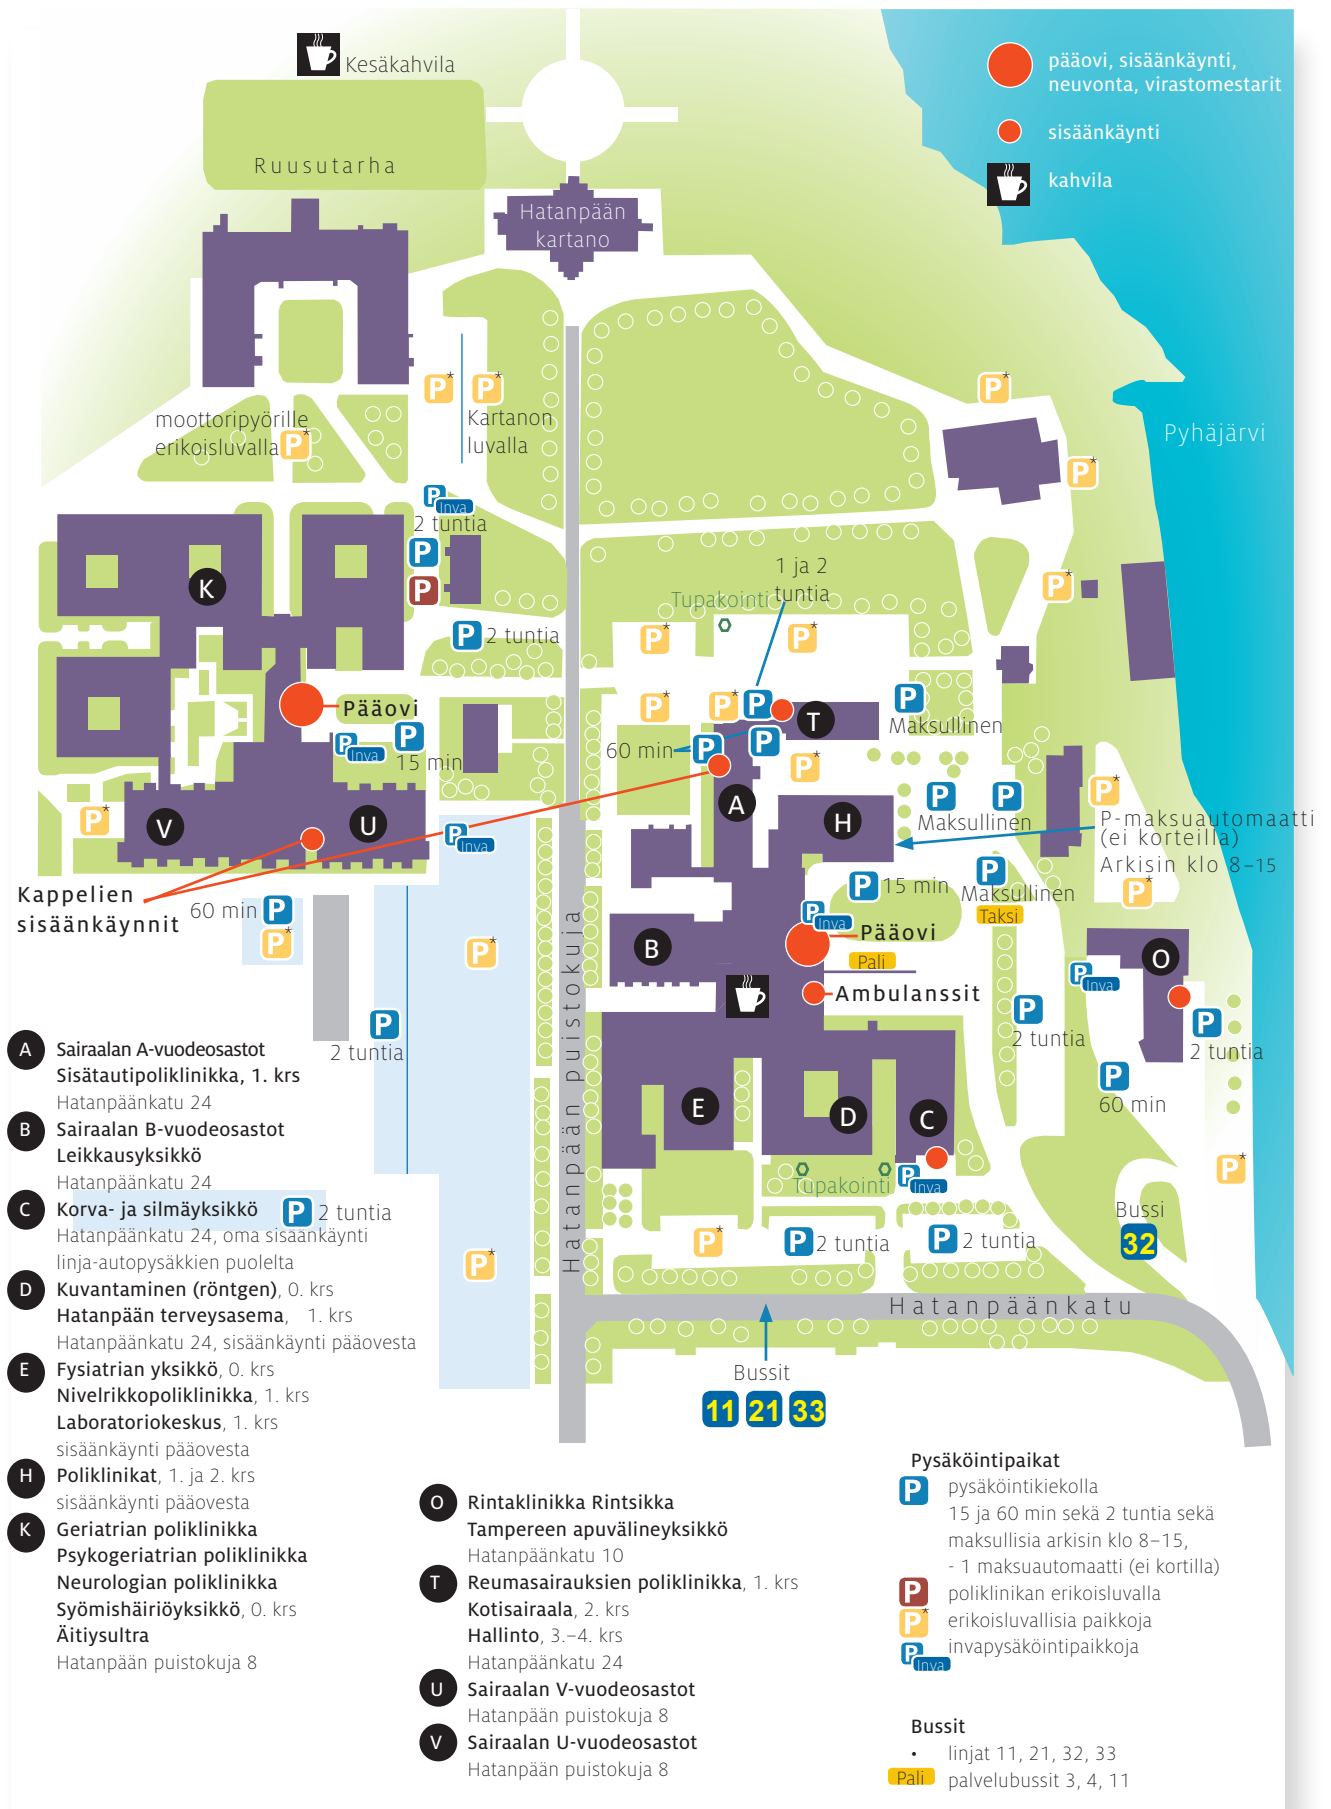 Kesäkahvila
Ruusutarha
Hatanpään
kartano
pääovi, sisäänkäynti,
neuvonta, virastomestarit
sisäänkäynti
kahvila
Pyhäjärvi
moottoripyörille
erikoisluvalla P*
P* P*
Kartanon
luvalla
P*
P*
P*
P Inva
2 tuntia
P
P
K
P 2 tuntia
1 ja 2
tuntia
Tupakointi
P*
P*
P*
P*
P
T
P
Maksullinen
Pääovi
P Inva
P
15 min
60 min
P
P
P*
A
H
P P
Maksullinen
P*
P-maksuautomaatti
(ei korteilla)
Arkisin klo 8–15
P*
P*
V
U
P Inva
Kappelien
sisäänkäynnit
60 min P
P*
P*
P 15 min
P
Maksullinen
Taksi
P Inva
Pääovi
Pali
Ambulanssit
B
O
P Inva
P
2 tuntia
P
2 tuntia
P
60 min
P
2 tuntia
P*
E
D
C
Tupakointi
P Inva
Hatanpään puistokuja
P 2 tuntia
P*
P*
P 2 tuntia
P 2 tuntia
Bussi
32
Hatanpäänkatu
Bussit
11 21 33
A Sairaalan A-vuodeosastot
Sisätautipoliklinikka, 1. krs
Hatanpäänkatu 24
B Sairaalan B-vuodeosastot
Leikkausyksikkö
Hatanpäänkatu 24
C Korva- ja silmäyksikkö
Hatanpäänkatu 24, oma sisäänkäynti
linja-autopysäkkien puolelta
D Kuvantaminen (röntgen), 0. krs
Hatanpään terveysasema, 1. krs
Hatanpäänkatu 24, sisäänkäynti pääovesta
E Fysiatrian yksikkö, 0. krs
Nivelrikkopoliklinikka, 1. krs
Laboratoriokeskus, 1. krs
sisäänkäynti pääovesta
H Poliklinikat, 1. ja 2. krs
sisäänkäynti pääovesta
K Geriatrian poliklinikka
Psykogeriatrian poliklinikka
Neurologian poliklinikka
Syömishäiriöyksikkö, 0. krs
Äitiysultra
Hatanpään puistokuja 8
O Rintaklinikka Rintsikka
Tampereen apuvälineyksikkö
Hatanpäänkatu 10
T Reumasairauksien poliklinikka, 1. krs
Kotisairaala, 2. krs
Hallinto, 3.–4. krs
Hatanpäänkatu 24
U Sairaalan V-vuodeosastot
Hatanpään puistokuja 8
V Sairaalan U-vuodeosastot
Hatanpään puistokuja 8
Pysäköintipaikat
P pysäköintikiekolla
15 ja 60 min sekä 2 tuntia sekä
maksullisia arkisin klo 8–15,
- 1 maksuautomaatti (ei kortilla)
P poliklinikan erikoisluvalla
P* erikoisluvallisia paikkoja
P Inva invapysäköintipaikkoja
Bussit
• linjat 11, 21, 32, 33
Pali palvelubussit 3, 4, 11